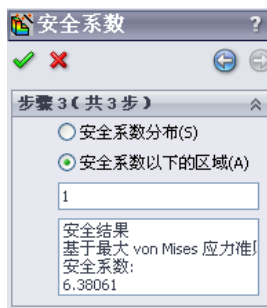 安全系数
?
步骤 3(共 3 步)
安全系数分布(S)
安全系数以下的区域(A)
1
安全结果
基于最大 von Mises 应力准
安全系数:
6.38061